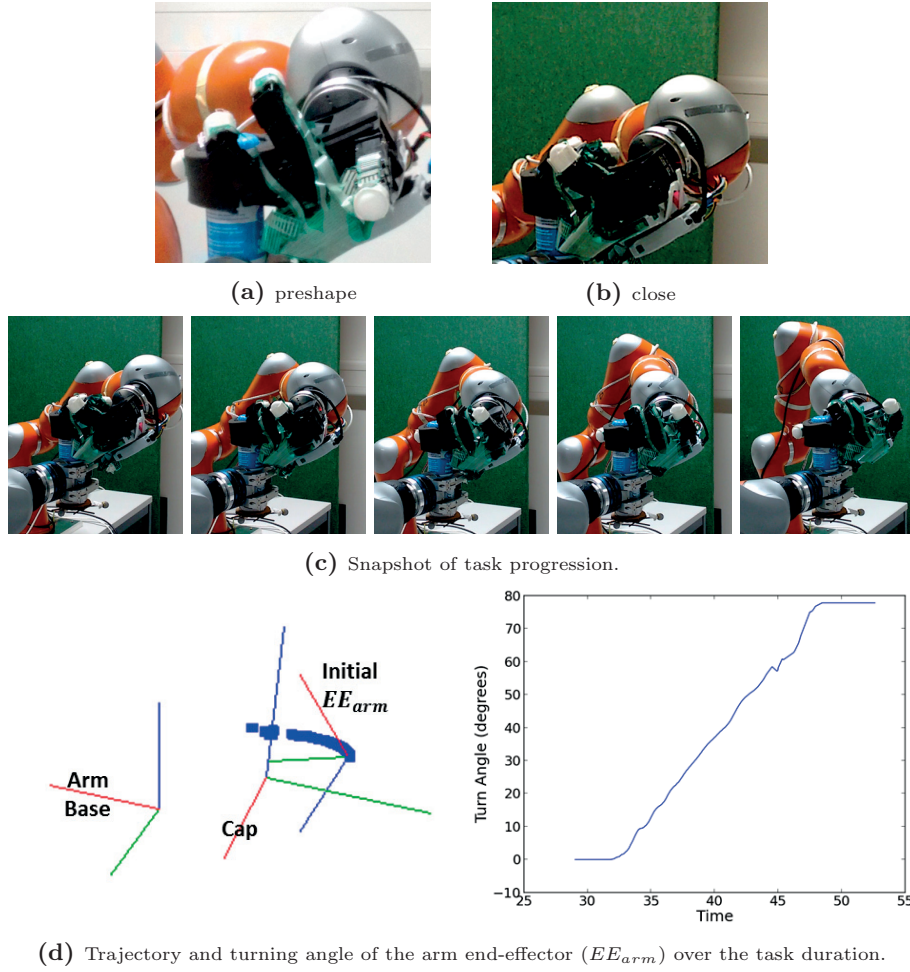 (a) preshape
(b) close
(c) Snapshot of task progression.
Initial
EE_arm
Arm
Base
Cap
80
70
60
50
40
30
20
10
0
−10
Turn Angle (degrees)
25
30
35
40
45
50
55
Time
(d) Trajectory and turning angle of the arm end-effector (EE_arm) over the task duration.